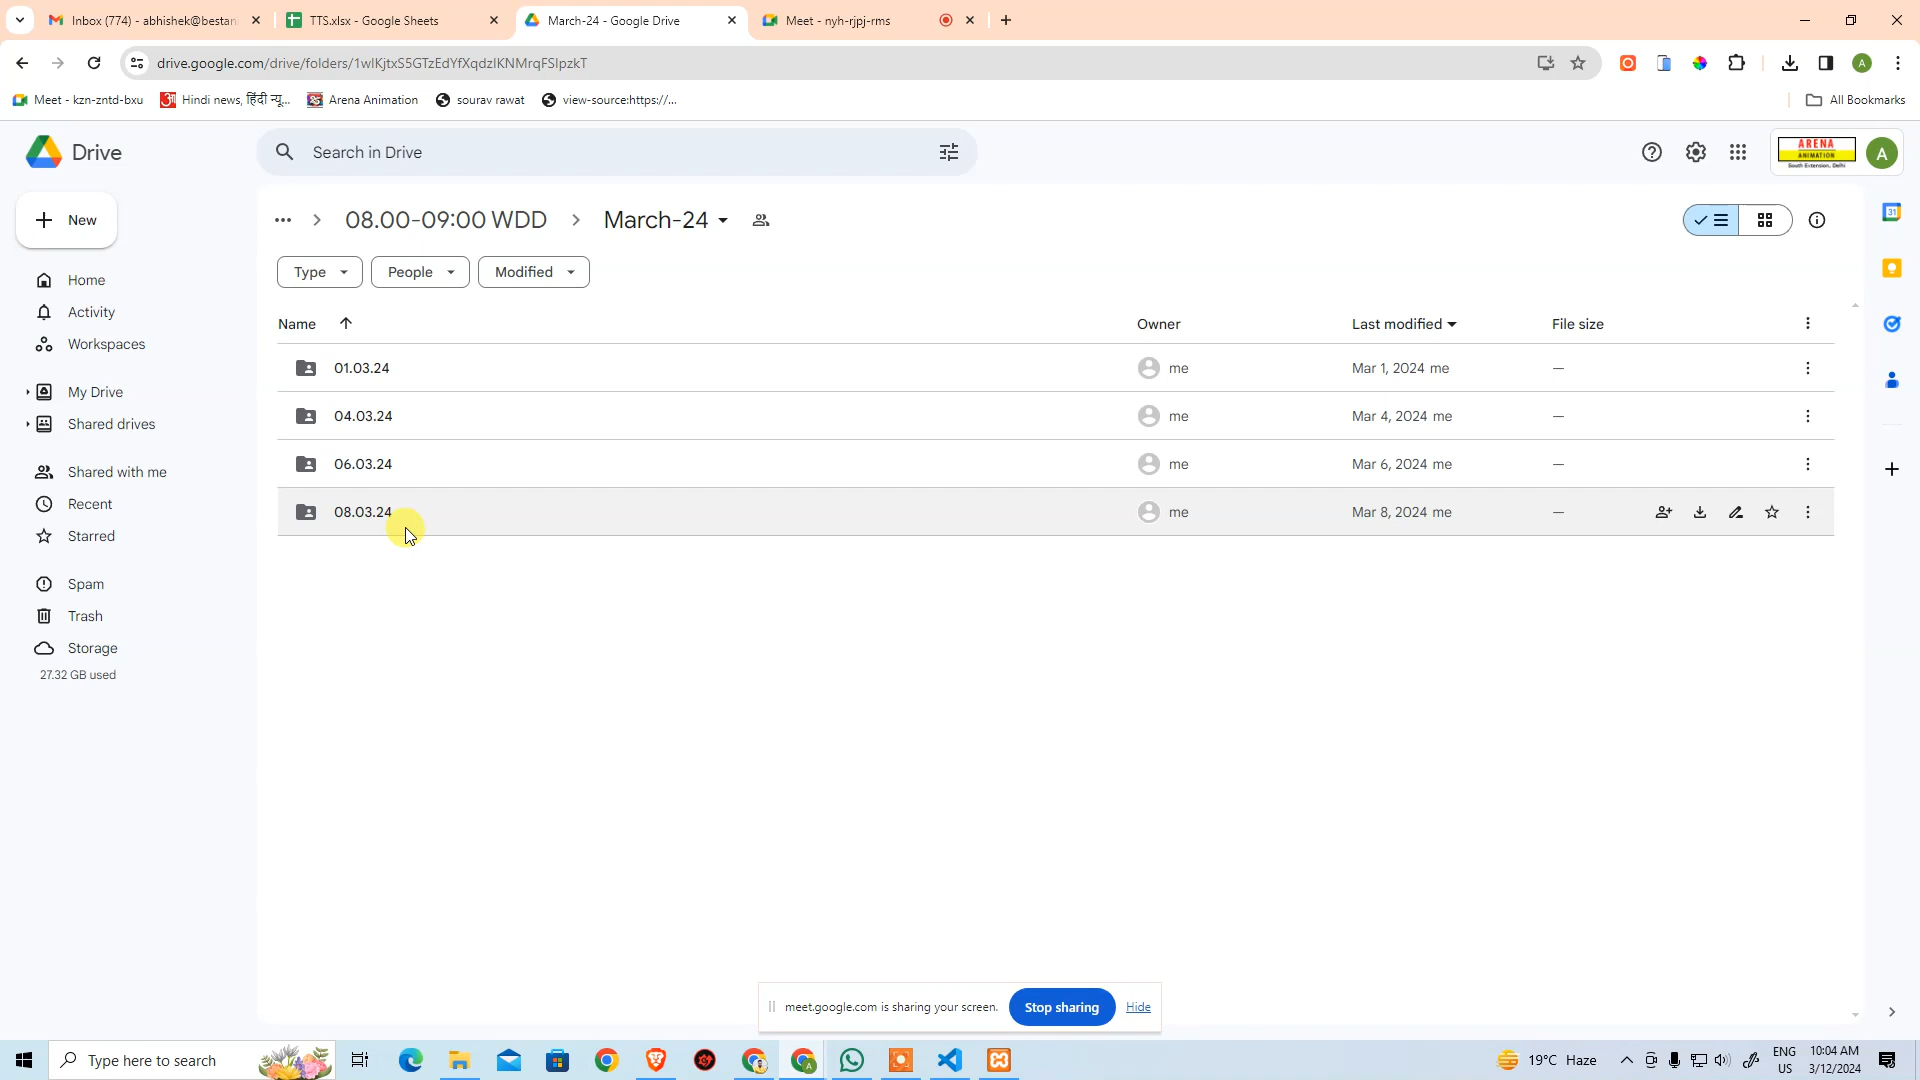 Inbox (774) - abhishek@bestan
TTS.xlsx - Google Sheets
March-24 - Google Drive
Meet - nyh-rjpj-rms
drive.google.com/drive/folders/1wlKjtxS5GTzEdYfXqdzlKNMrqFSlpzkT
Meet - kzn-zntd-bxu
Hindi news, हिंदी न्यू...
Arena Animation
sourav rawat
view-source:https://...
All Bookmarks
Drive
Search in Drive
ARENA
ANIMATION
South Extension, Delhi
A
New
08.00-09:00 WDD
March-24
Type
People
Modified
Home
Activity
Workspaces
My Drive
Shared drives
Shared with me
Recent
Starred
Spam
Trash
Storage
27.32 GB used
Name Owner Last modified File size
01.03.24 me Mar 1, 2024 me —
04.03.24 me Mar 4, 2024 me —
06.03.24 me Mar 6, 2024 me —
08.03.24 me Mar 8, 2024 me —
meet.google.com is sharing your screen. Stop sharing Hide
Type here to search
19°C Haze
ENG
US
10:04 AM
3/12/2024